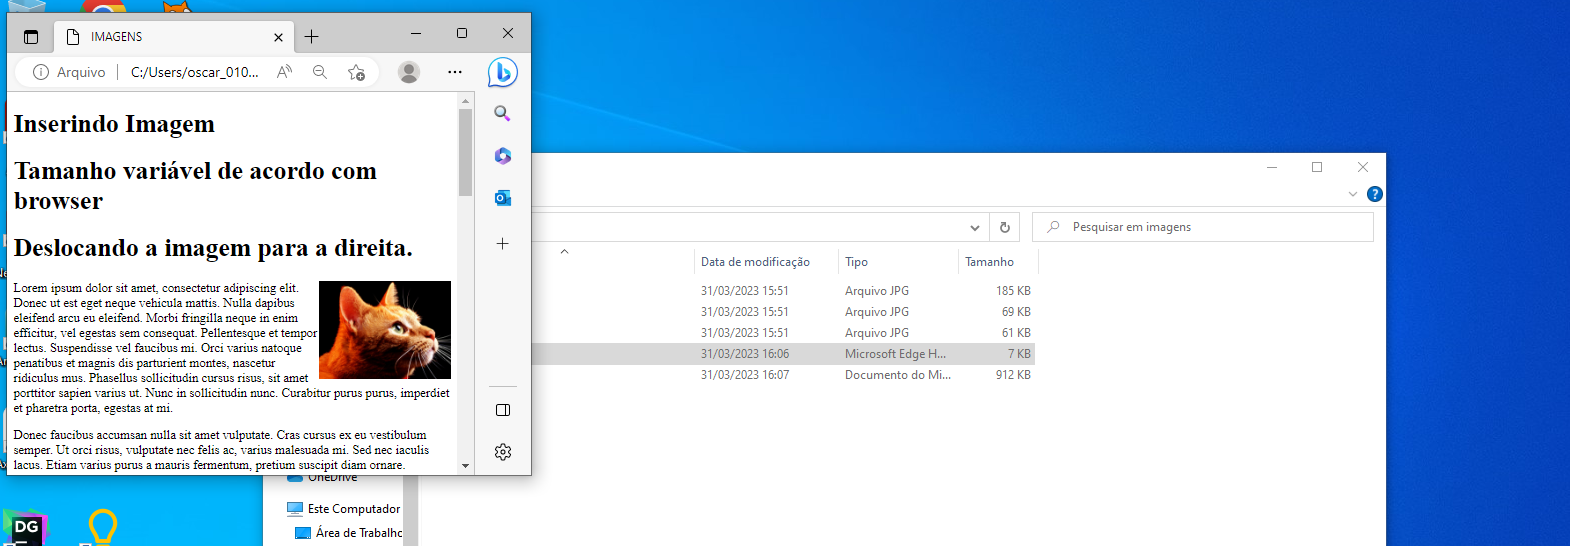 IMAGENS
Arquivo
C:/Users/oscar_010...
Inserindo Imagem
Tamanho variável de acordo com
browser
Deslocando a imagem para a direita.
Lorem ipsum dolor sit amet, consectetur adipiscing elit.
Donec ut est eget neque vehicula mattis. Nulla dapibus
eleifend arcu eu eleifend. Morbi fringilla neque in enim
efficitur, vel egestas sem consequat. Pellentesque et tempor
lectus. Suspendisse vel faucibus mi. Orci varius natoque
penatibus et magnis dis parturient montes, nascetur
ridiculus mus. Phasellus sollicitudin cursus risus, sit amet
porttitor sapien varius ut. Nunc in sollicitudin nunc. Curabitur purus purus, imperdiet
et pharetra porta, egestas at mi.
Donec faucibus accumsan nulla sit amet vulputate. Cras cursus ex eu vestibulum
semper. Ut orci risus, vulputate nec felis ac, varius malesuada mi. Sed nec iaculis
lacus. Etiam varius purus a mauris fermentum, pretium suscipit diam ornare.
Pesquisar em imagens
Data de modificação Tipo Tamanho
31/03/2023 15:51 Arquivo JPG 185 KB
31/03/2023 15:51 Arquivo JPG 69 KB
31/03/2023 15:51 Arquivo JPG 61 KB
31/03/2023 16:06 Microsoft Edge H... 7 KB
31/03/2023 16:07 Documento do Mi... 912 KB
OneDrive
Este Computador
Área de Trabalho
DG